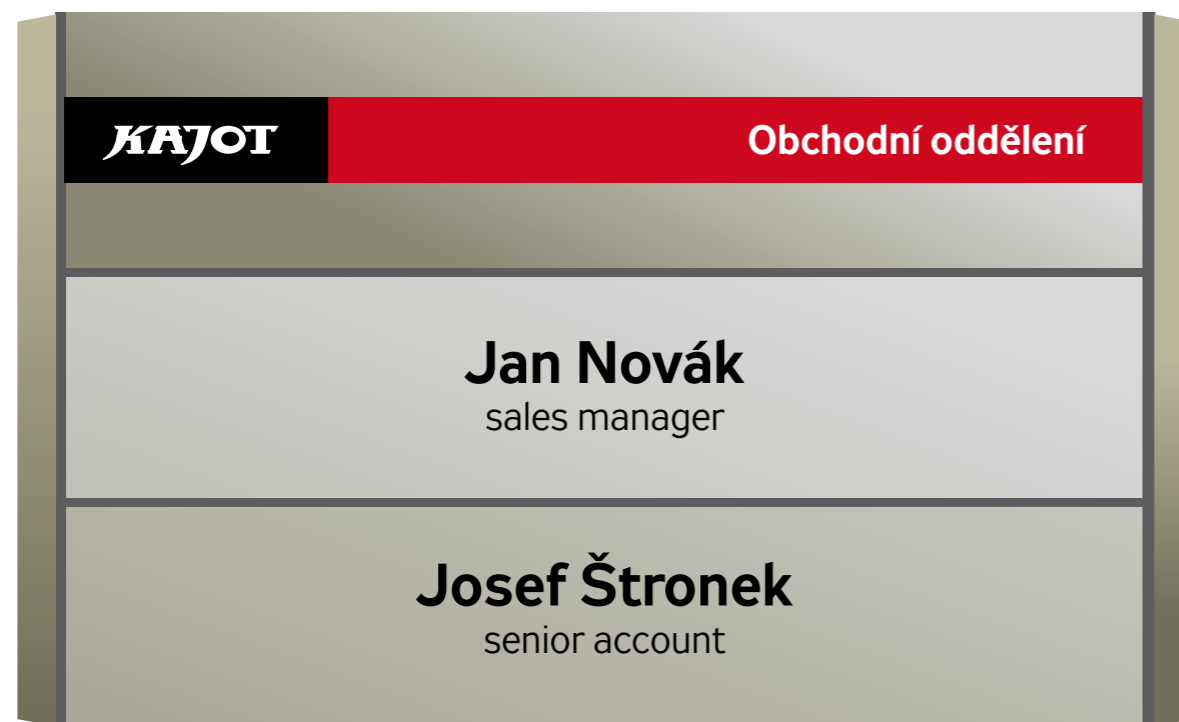 KAJOT
Obchodní oddělení
Jan Novák
sales manager
Josef Štronek
senior account